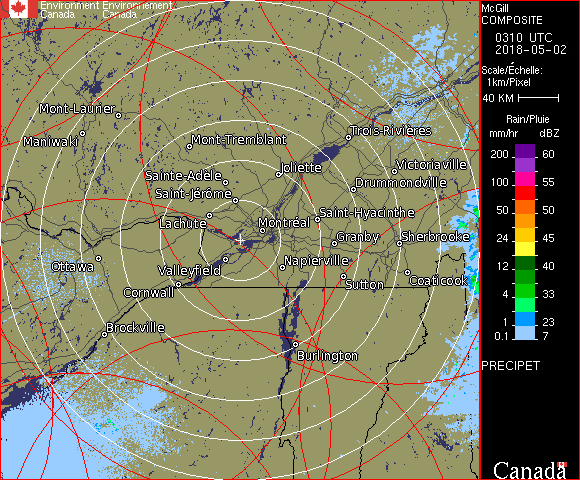 Environment Environnement
Canada Canada
McGill
COMPOSITE
0310 UTC
2018-05-02
Scale/Échelle:
1km/Pixel
40 KM
Rain/Pluie
mm/hr dBZ
200 60
55
100 55
50 50
24 45
12 40
4 33
1 23
0.1 7
PRECIPET
Canada
Mont-Laurier
Maniwaki
Mont-Tremblant
Trois-Rivières
Sainte-Adèle
Joliette
Victoriaville
Saint-Jérôme
Drummondville
Lachute
Montréal
Saint-Hyacinthe
Granby
Sherbrooke
Ottawa
Valleyfield
Napierville
Cornwall
Sutton
Coaticook
Brockville
Burlington